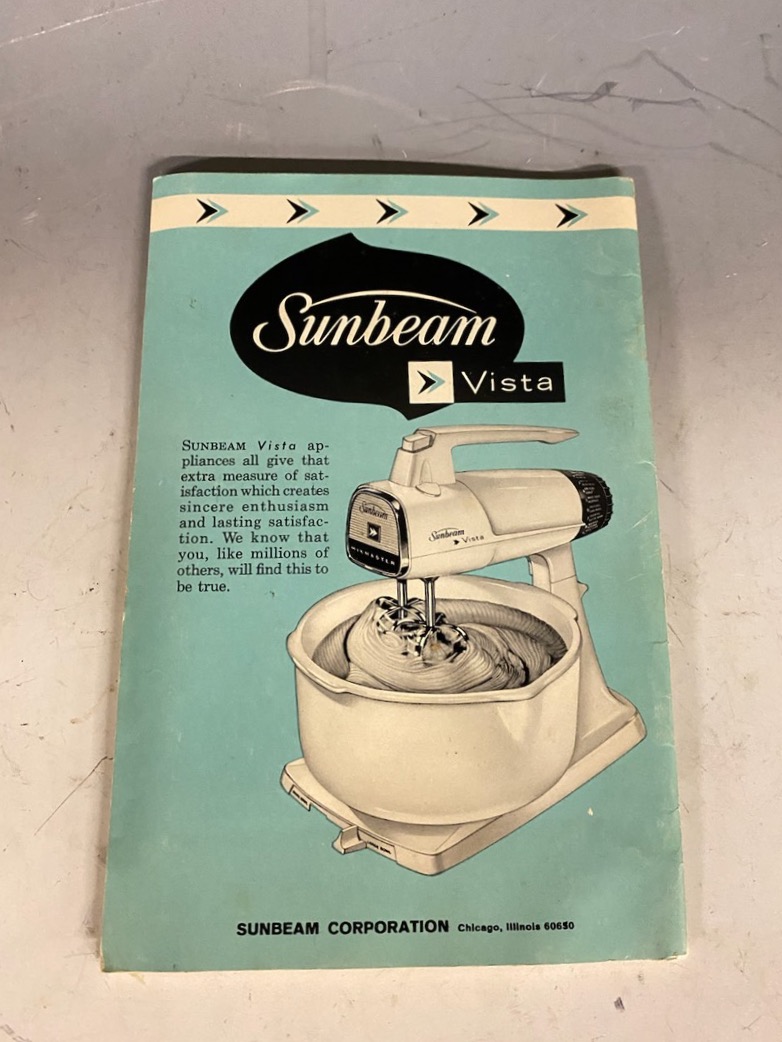 Sunbeam
Vista
SUNBEAM Vista ap-
pliances all give that
extra measure of sat-
isfaction which creates
sincere enthusiasm
and lasting satisfac-
tion. We know that
you, like millions of
others, will find this to
be true.
Sunbeam
MIXMASTER
Sunbeam
Vista
SUNBEAM CORPORATION Chicago, Illinois 60650